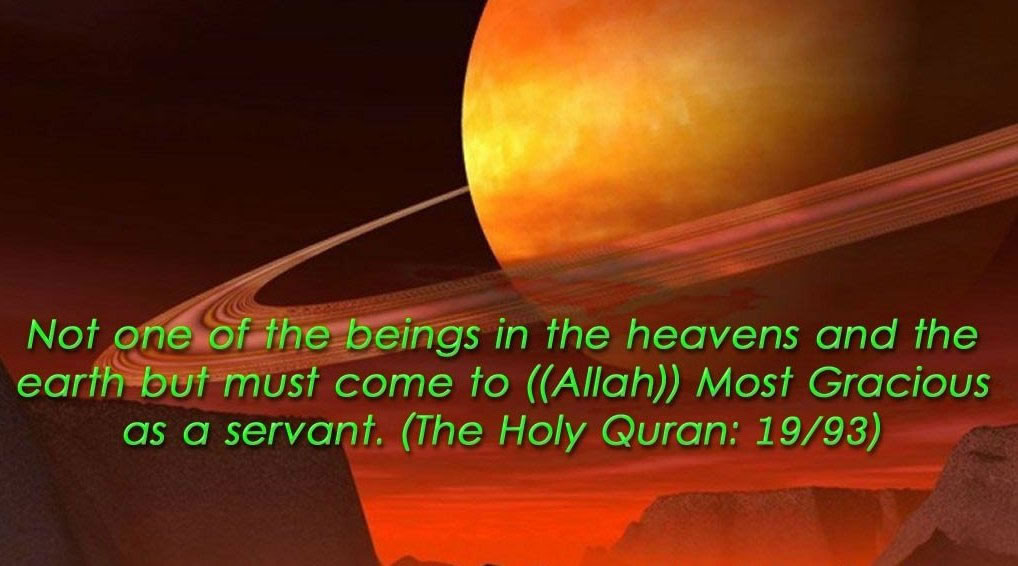 Not one of the beings in the heavens and the
earth but must come to ((Allah)) Most Gracious
as a servant. (The Holy Quran: 19/93)